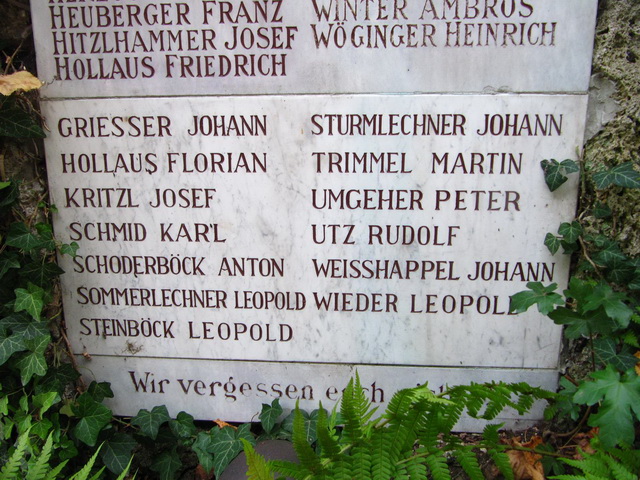 HEUBERGER FRANZ
HITZLHAMMER JOSEF
HOLLAUS FRIEDRICH
WINTER AMBROS
WÖGINGER HEINRICH
GRIESSER JOHANN
HOLLAUS FLORIAN
KRITZL JOSEF
SCHMID KARL
SCHODERBÖCK ANTON
SOMMERLECHNER LEOPOLD
STEINBÖCK LEOPOLD
STURMLECHNER JOHANN
TRIMMEL MARTIN
UMGEHER PETER
UTZ RUDOLF
WEISSHAPPEL JOHANN
WIEDER LEOPOLD
Wir vergessen euch